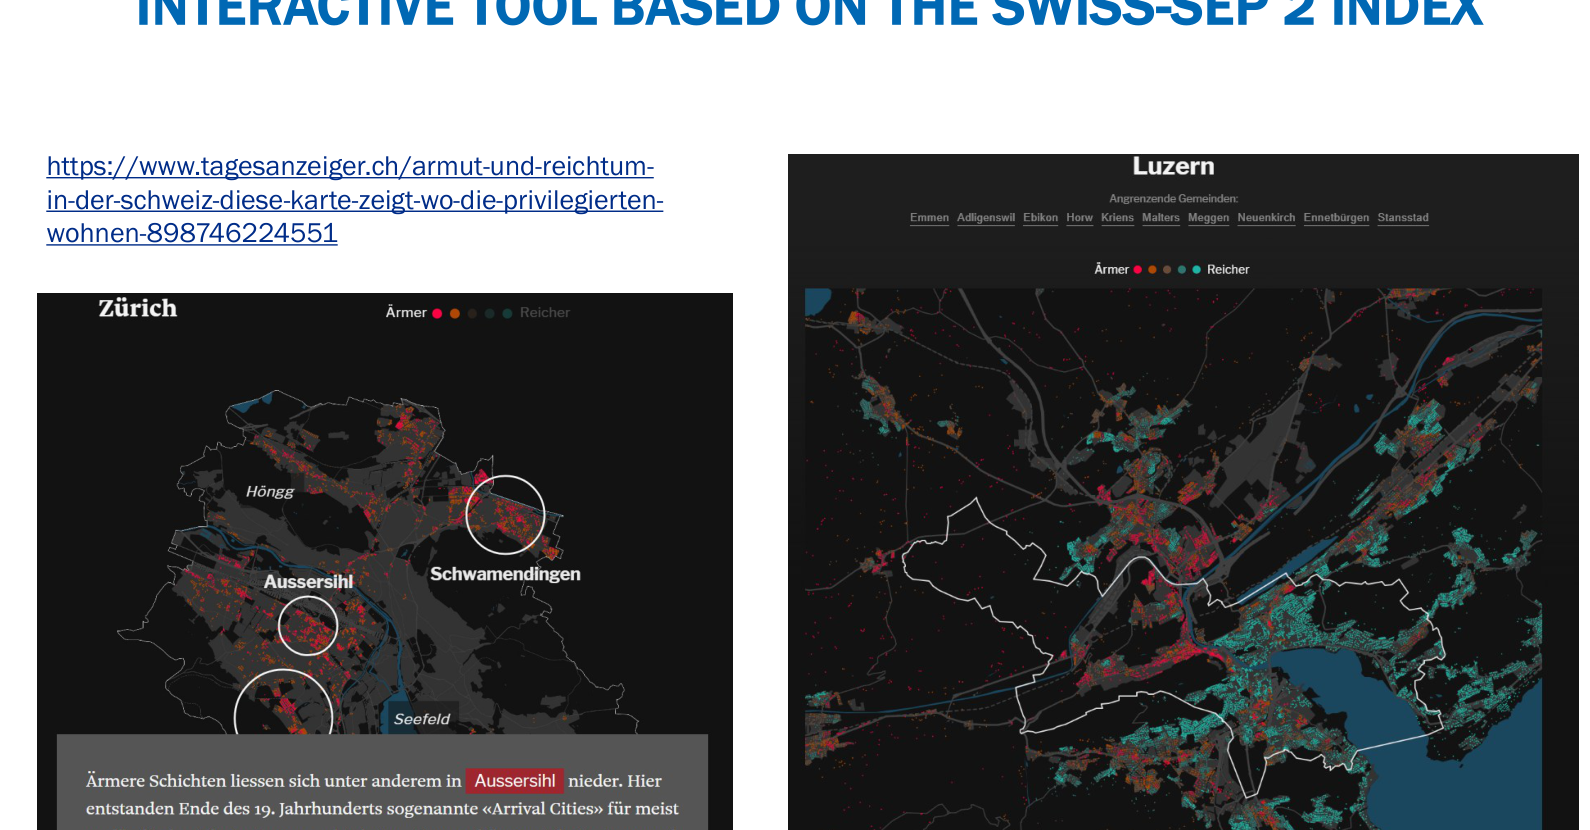 INTERACTIVE TOOL BASED ON THE SWISS-SEP 2 INDEX
https://www.tagesanzeiger.ch/armut-und-reichtum-
in-der-schweiz-diese-karte-zeigt-wo-die-privilegierten-
wohnen-898746224551
Zürich
Ärmer Reicher
Höngg
Schwamendingen
Aussersihl
Seefeld
Ärmere Schichten liessen sich unter anderem in Aussersihl nieder. Hier
entstanden Ende des 19. Jahrhunderts sogenannte «Arrival Cities» für meist
Luzern
Angrenzende Gemeinden:
Emmen Adligenswil Ebikon Horw Kriens Malters Meggen Neuenkirch Ennetbürgen Stansstad
Ärmer Reicher